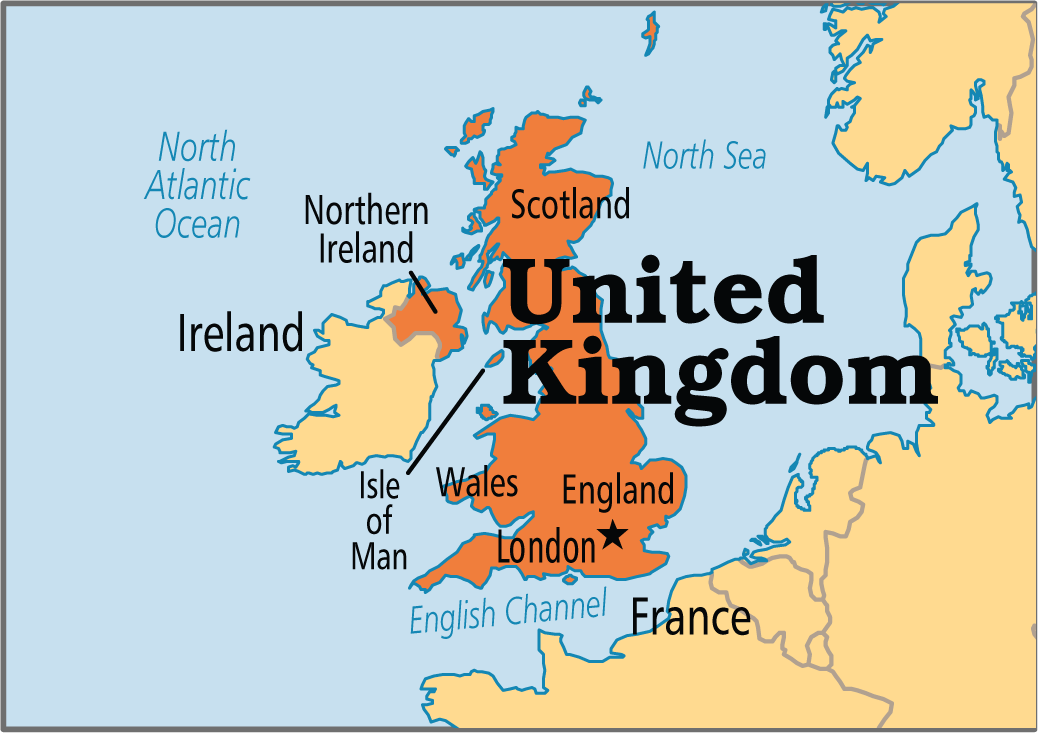 North
Atlantic
Ocean
North Sea
Northern
Ireland
Scotland
United
Kingdom
Ireland
Isle
of
Man
Wales
England
London
English Channel
France